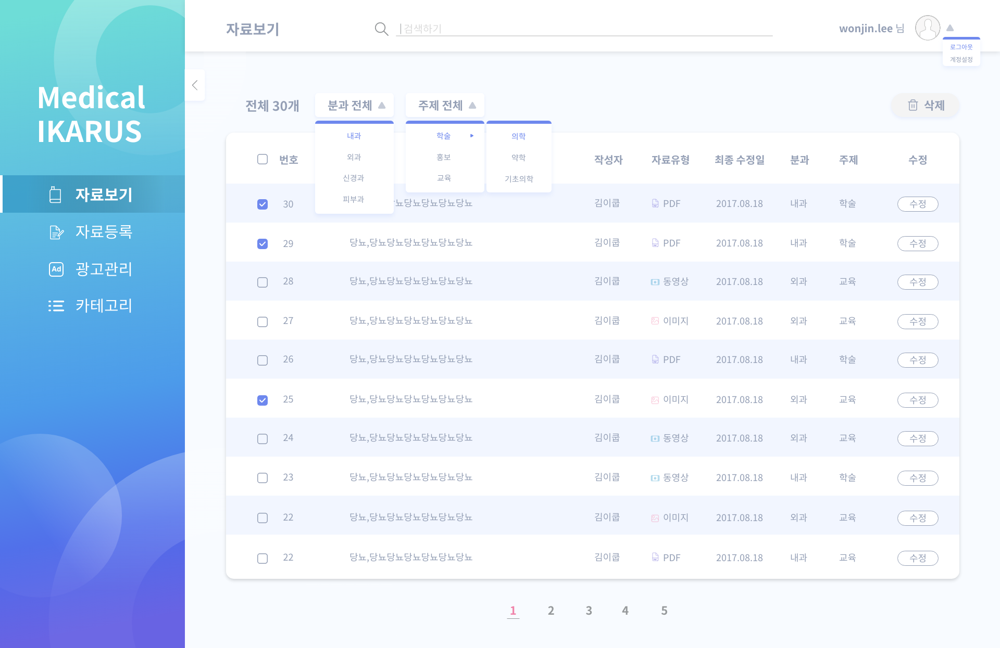 Medical
IKARUS
자료보기
자료등록
Ad 광고관리
카테고리
자료보기
검색하기
wonjin.lee 님
로그아웃
계정설정
전체 30개
분과 전체
주제 전체
삭제
내과
외과
신경과
피부과
학술
홍보
교육
의학
약학
기초의학
번호 작성자 자료유형 최종 수정일 분과 주제 수정
30 당뇨당뇨당뇨당뇨 김이쿱 PDF 2017.08.18 내과 학술 수정
29 당뇨,당뇨당뇨당뇨당뇨당뇨당뇨 김이쿱 PDF 2017.08.18 내과 학술 수정
28 당뇨,당뇨당뇨당뇨당뇨당뇨당뇨 김이쿱 동영상 2017.08.18 외과 교육 수정
27 당뇨,당뇨당뇨당뇨당뇨당뇨당뇨 김이쿱 이미지 2017.08.18 외과 교육 수정
26 당뇨,당뇨당뇨당뇨당뇨당뇨당뇨 김이쿱 PDF 2017.08.18 내과 학술 수정
25 당뇨,당뇨당뇨당뇨당뇨당뇨당뇨 김이쿱 이미지 2017.08.18 외과 교육 수정
24 당뇨,당뇨당뇨당뇨당뇨당뇨당뇨 김이쿱 동영상 2017.08.18 외과 교육 수정
23 당뇨,당뇨당뇨당뇨당뇨당뇨당뇨 김이쿱 동영상 2017.08.18 내과 학술 수정
22 당뇨,당뇨당뇨당뇨당뇨당뇨당뇨 김이쿱 이미지 2017.08.18 외과 교육 수정
22 당뇨,당뇨당뇨당뇨당뇨당뇨당뇨 김이쿱 PDF 2017.08.18 내과 교육 수정
1 2 3 4 5